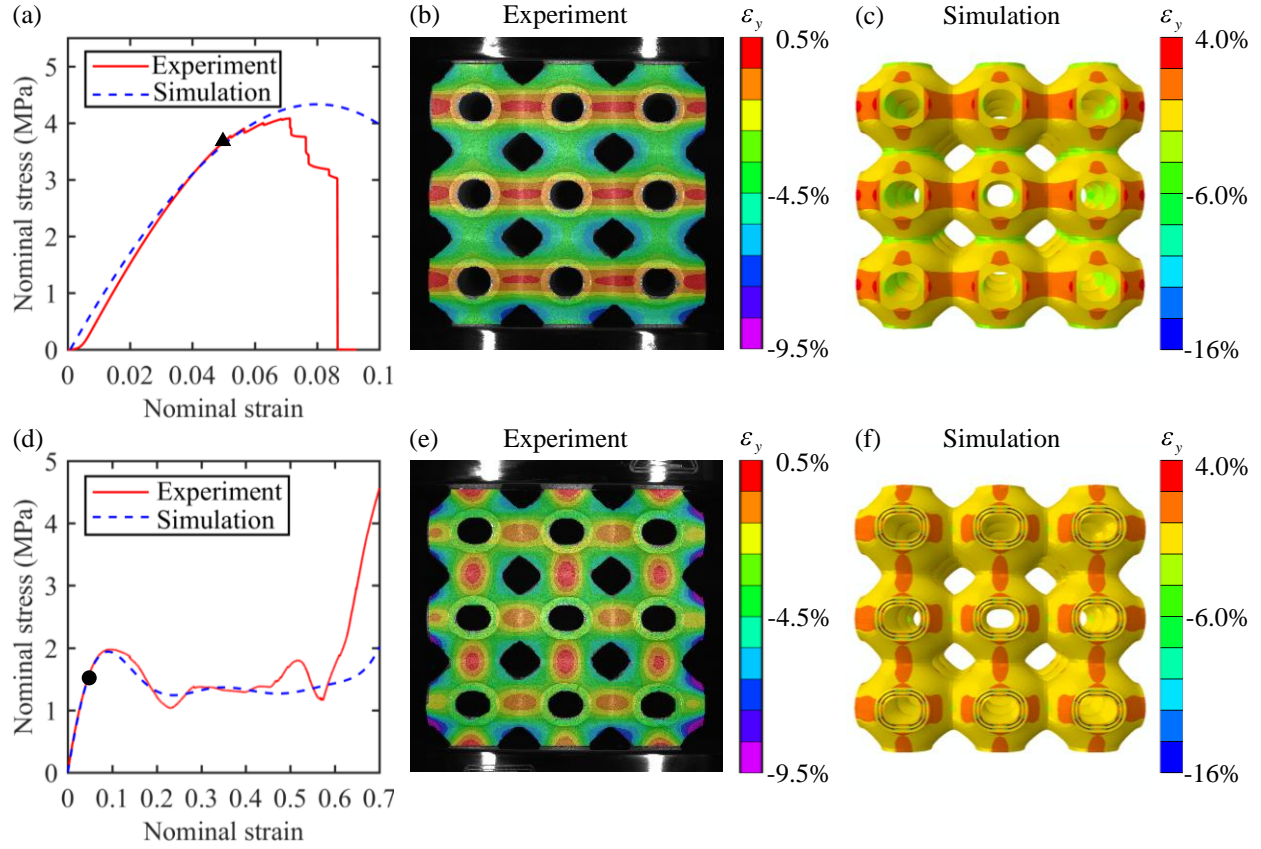 (a)
5
4
3
2
1
0
Nominal stress (MPa)
Experiment
Simulation
0 0.02 0.04 0.06 0.08 0.1
Nominal strain
(b) Experiment
ε_y
0.5%
-4.5%
-9.5%
(c) Simulation
ε_y
4.0%
-6.0%
-16%
(d)
5
4
3
2
1
0
Nominal stress (MPa)
Experiment
Simulation
0 0.1 0.2 0.3 0.4 0.5 0.6 0.7
Nominal strain
(e) Experiment
ε_y
0.5%
-4.5%
-9.5%
(f) Simulation
ε_y
4.0%
-6.0%
-16%